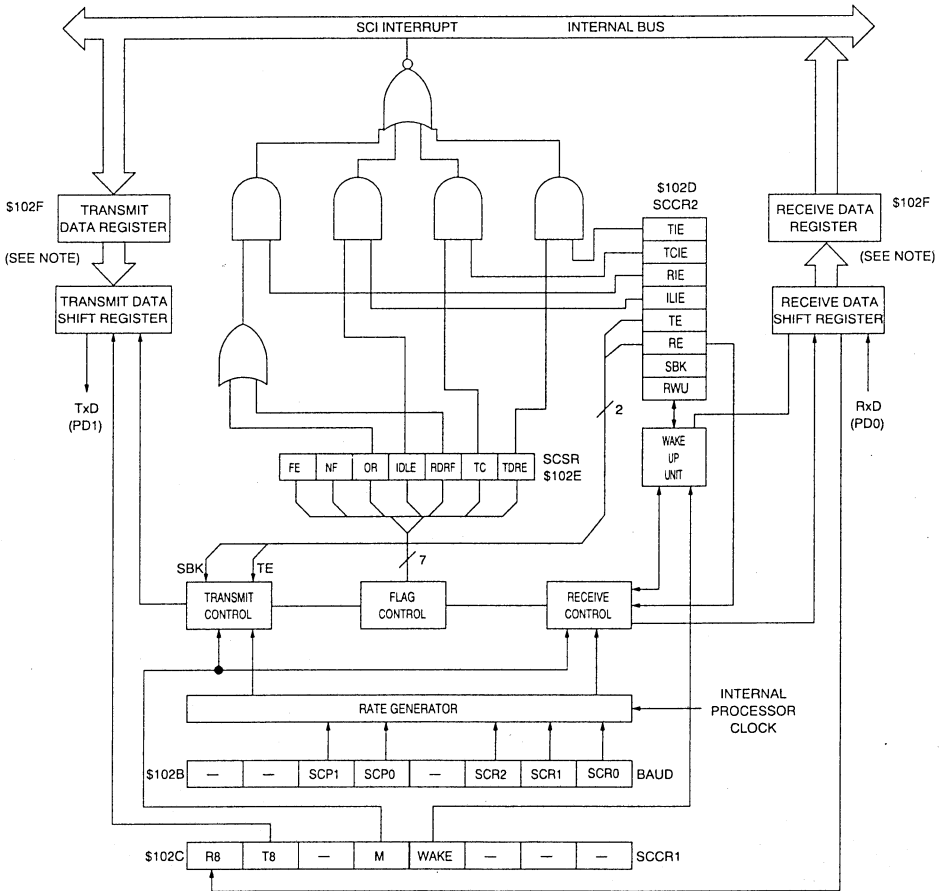 SCI INTERRUPT INTERNAL BUS
$102F
TRANSMIT
DATA REGISTER
(SEE NOTE)
TRANSMIT DATA
SHIFT REGISTER
TxD
(PD1)
$102D
SCCR2
TIE
TCIE
RIE
ILIE
TE
RE
SBK
RWU
$102F
RECEIVE DATA
REGISTER
(SEE NOTE)
RECEIVE DATA
SHIFT REGISTER
RxD
(PD0)
2
WAKE
UP
UNIT
FE NF OR IDLE RDRF TC TDRE
SCSR
$102E
7
SBK TE
TRANSMIT
CONTROL
FLAG
CONTROL
RECEIVE
CONTROL
RATE GENERATOR
INTERNAL
PROCESSOR
CLOCK
$102B — — SCP1 SCP0 — SCR2 SCR1 SCR0 BAUD
$102C R8 T8 — M WAKE — — — SCCR1